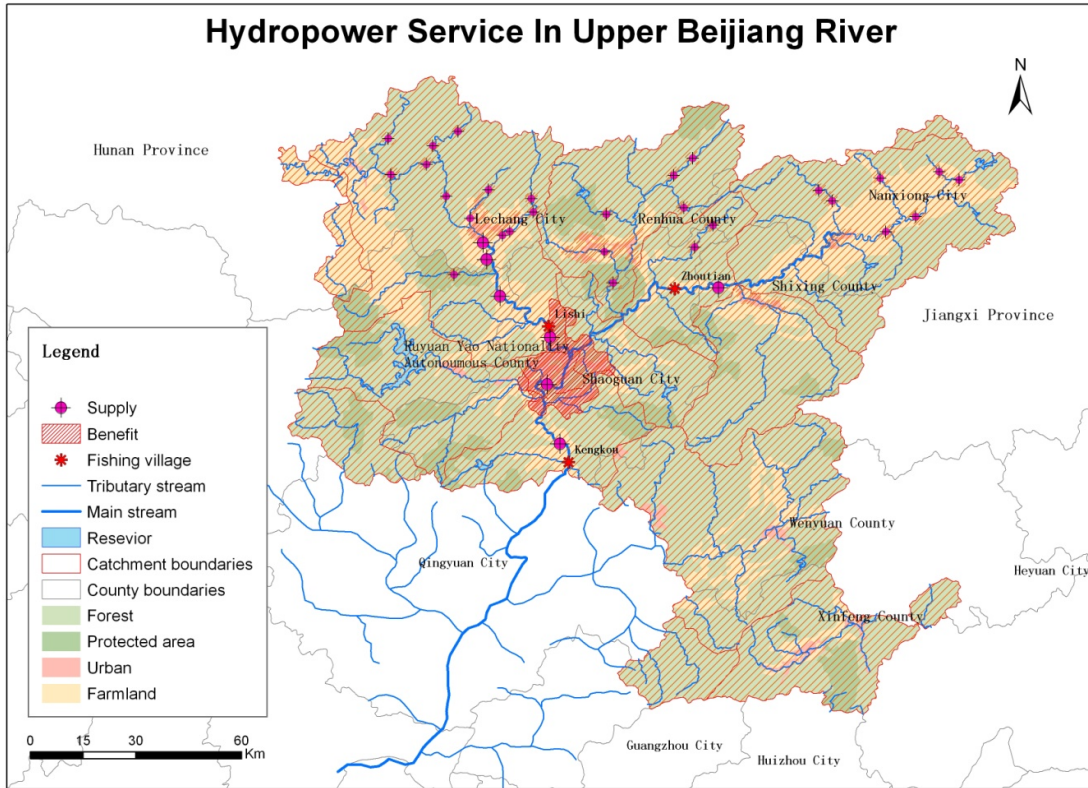 Hydropower Service In Upper Beijiang River
N
Hunan Province
Nanxiong City
Lechang City
Renhua County
Zhoutian
Shixing County
Jiangxi Province
Lishi
Ruyuan Yao Nationality
Autonoumous County
Shaoguan City
Kengkou
Wenyuan County
Qingyuan City
Heyuan City
Xinfeng County
Guangzhou City
Huizhou City
Legend
Supply
Benefit
Fishing village
Tributary stream
Main stream
Resevior
Catchment boundaries
County boundaries
Forest
Protected area
Urban
Farmland
0 15 30 60
Km